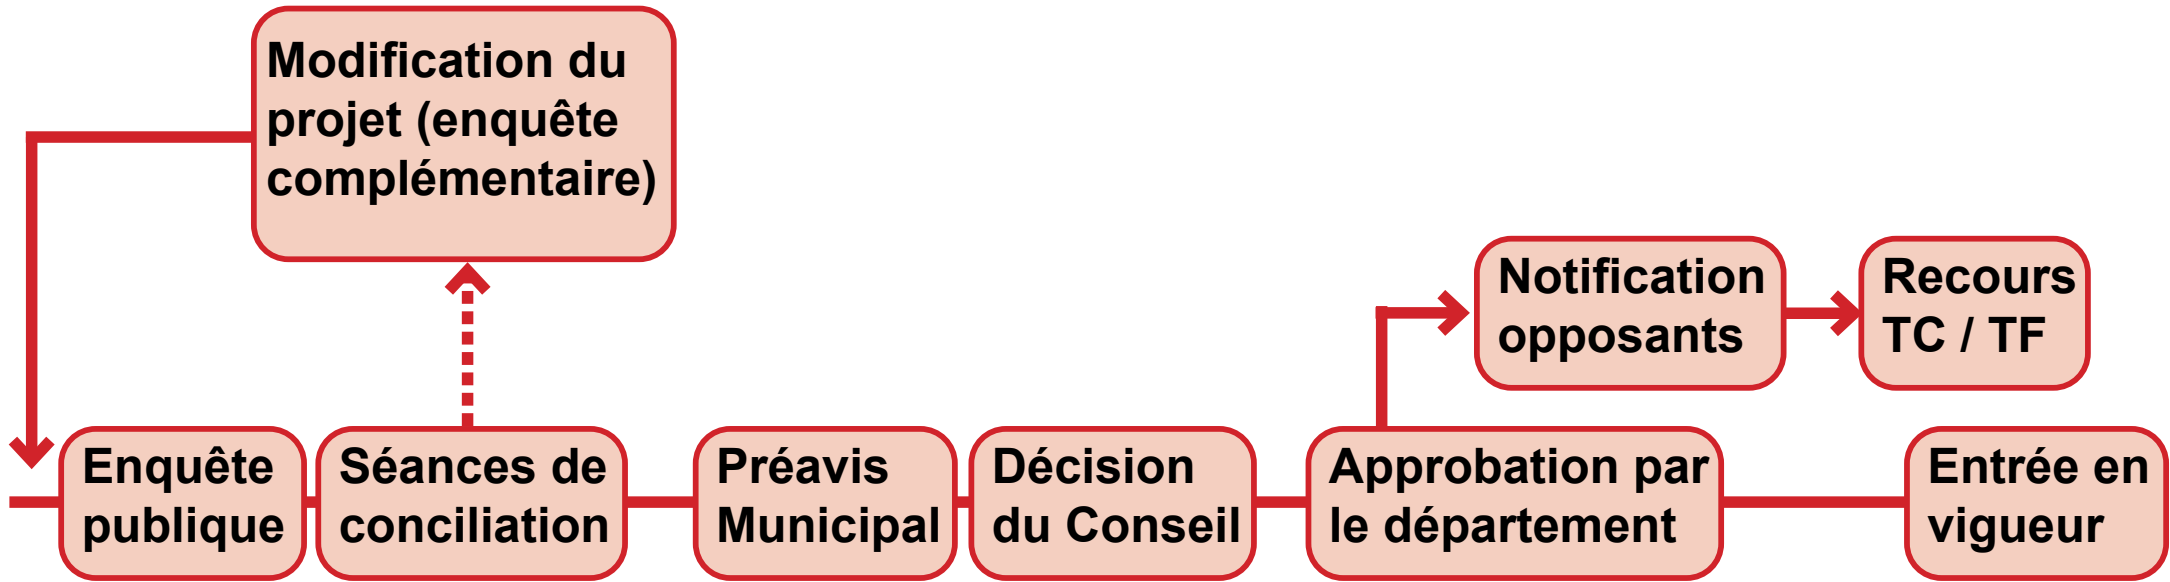 Modification du
projet (enquête
complémentaire)
Notification
opposants
Recours
TC / TF
Enquête
publique
Séances de
conciliation
Préavis
Municipal
Décision
du Conseil
Approbation par
le département
Entrée en
vigueur